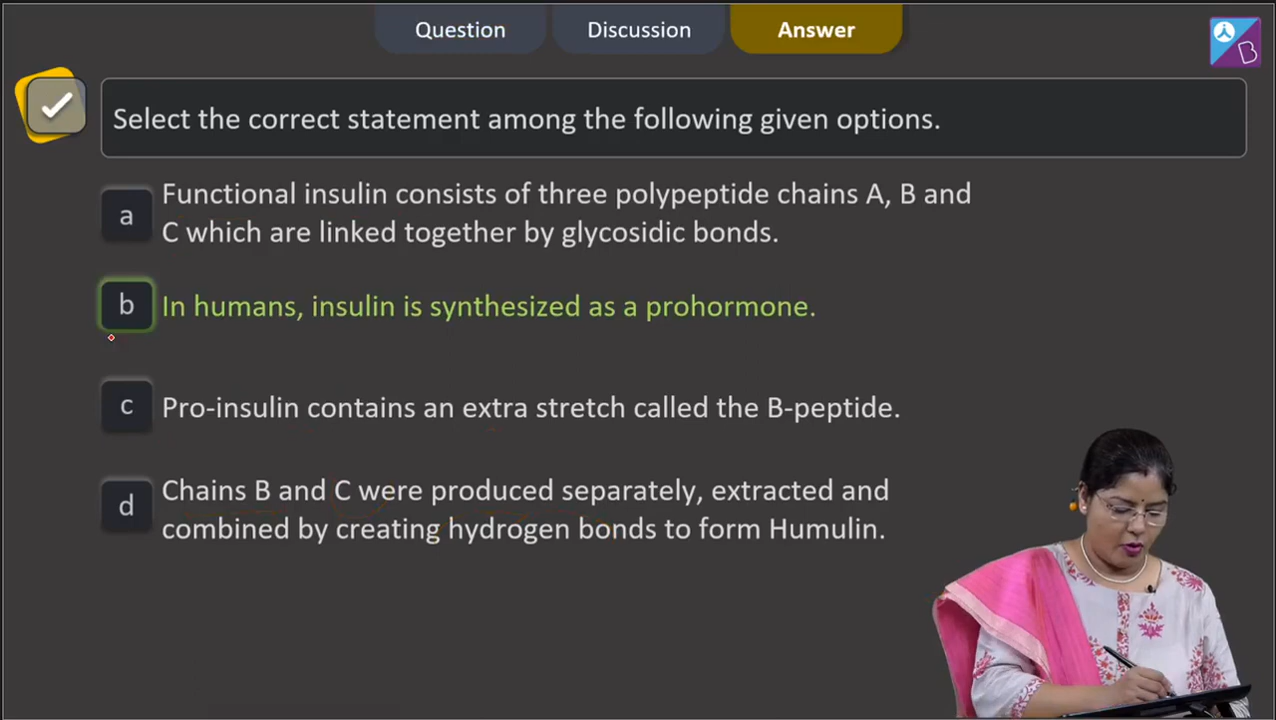 Question
Discussion
Answer
Select the correct statement among the following given options.
a
Functional insulin consists of three polypeptide chains A, B and
C which are linked together by glycosidic bonds.
b
In humans, insulin is synthesized as a prohormone.
c
Pro-insulin contains an extra stretch called the B-peptide.
d
Chains B and C were produced separately, extracted and
combined by creating hydrogen bonds to form Humulin.
B